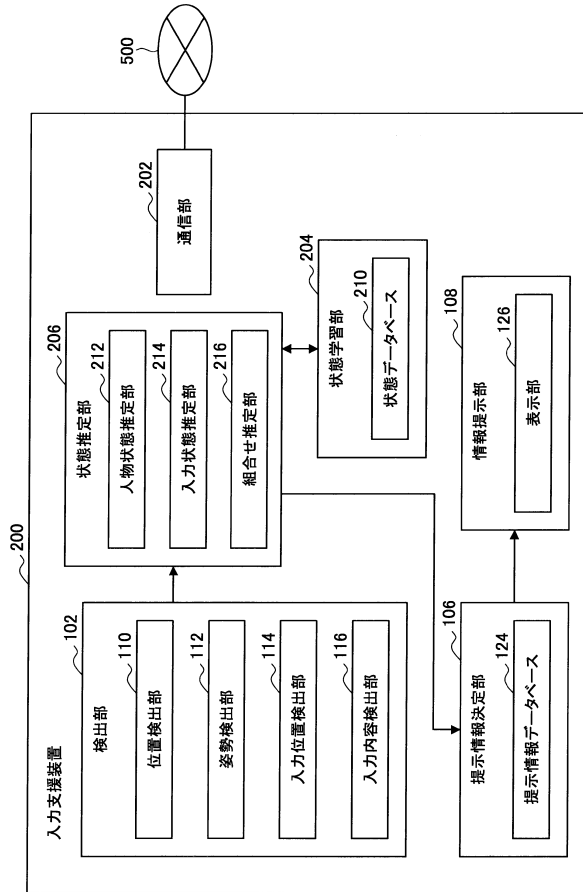 入力支援装置
200
検出部
102
位置検出部
110
姿勢検出部
112
入力位置検出部
114
入力内容検出部
116
状態推定部
206
人物状態推定部
212
入力状態推定部
214
組合せ推定部
216
通信部
202
500
状態学習部
204
状態データベース
210
提示情報決定部
106
提示情報データベース
124
情報提示部
108
表示部
126